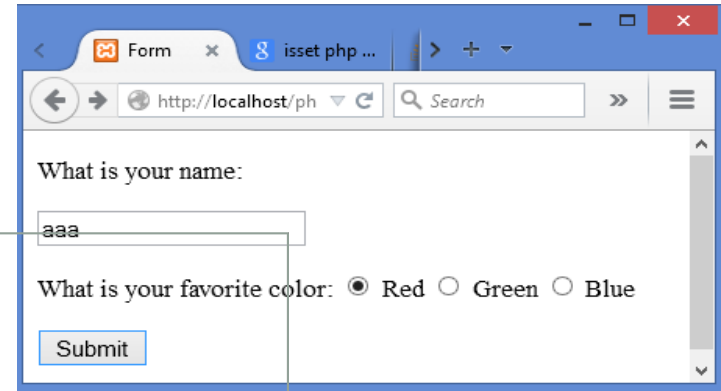 Form × isset php ...
http://localhost/ph Search
What is your name:
aaa
What is your favorite color: Red Green Blue
Submit